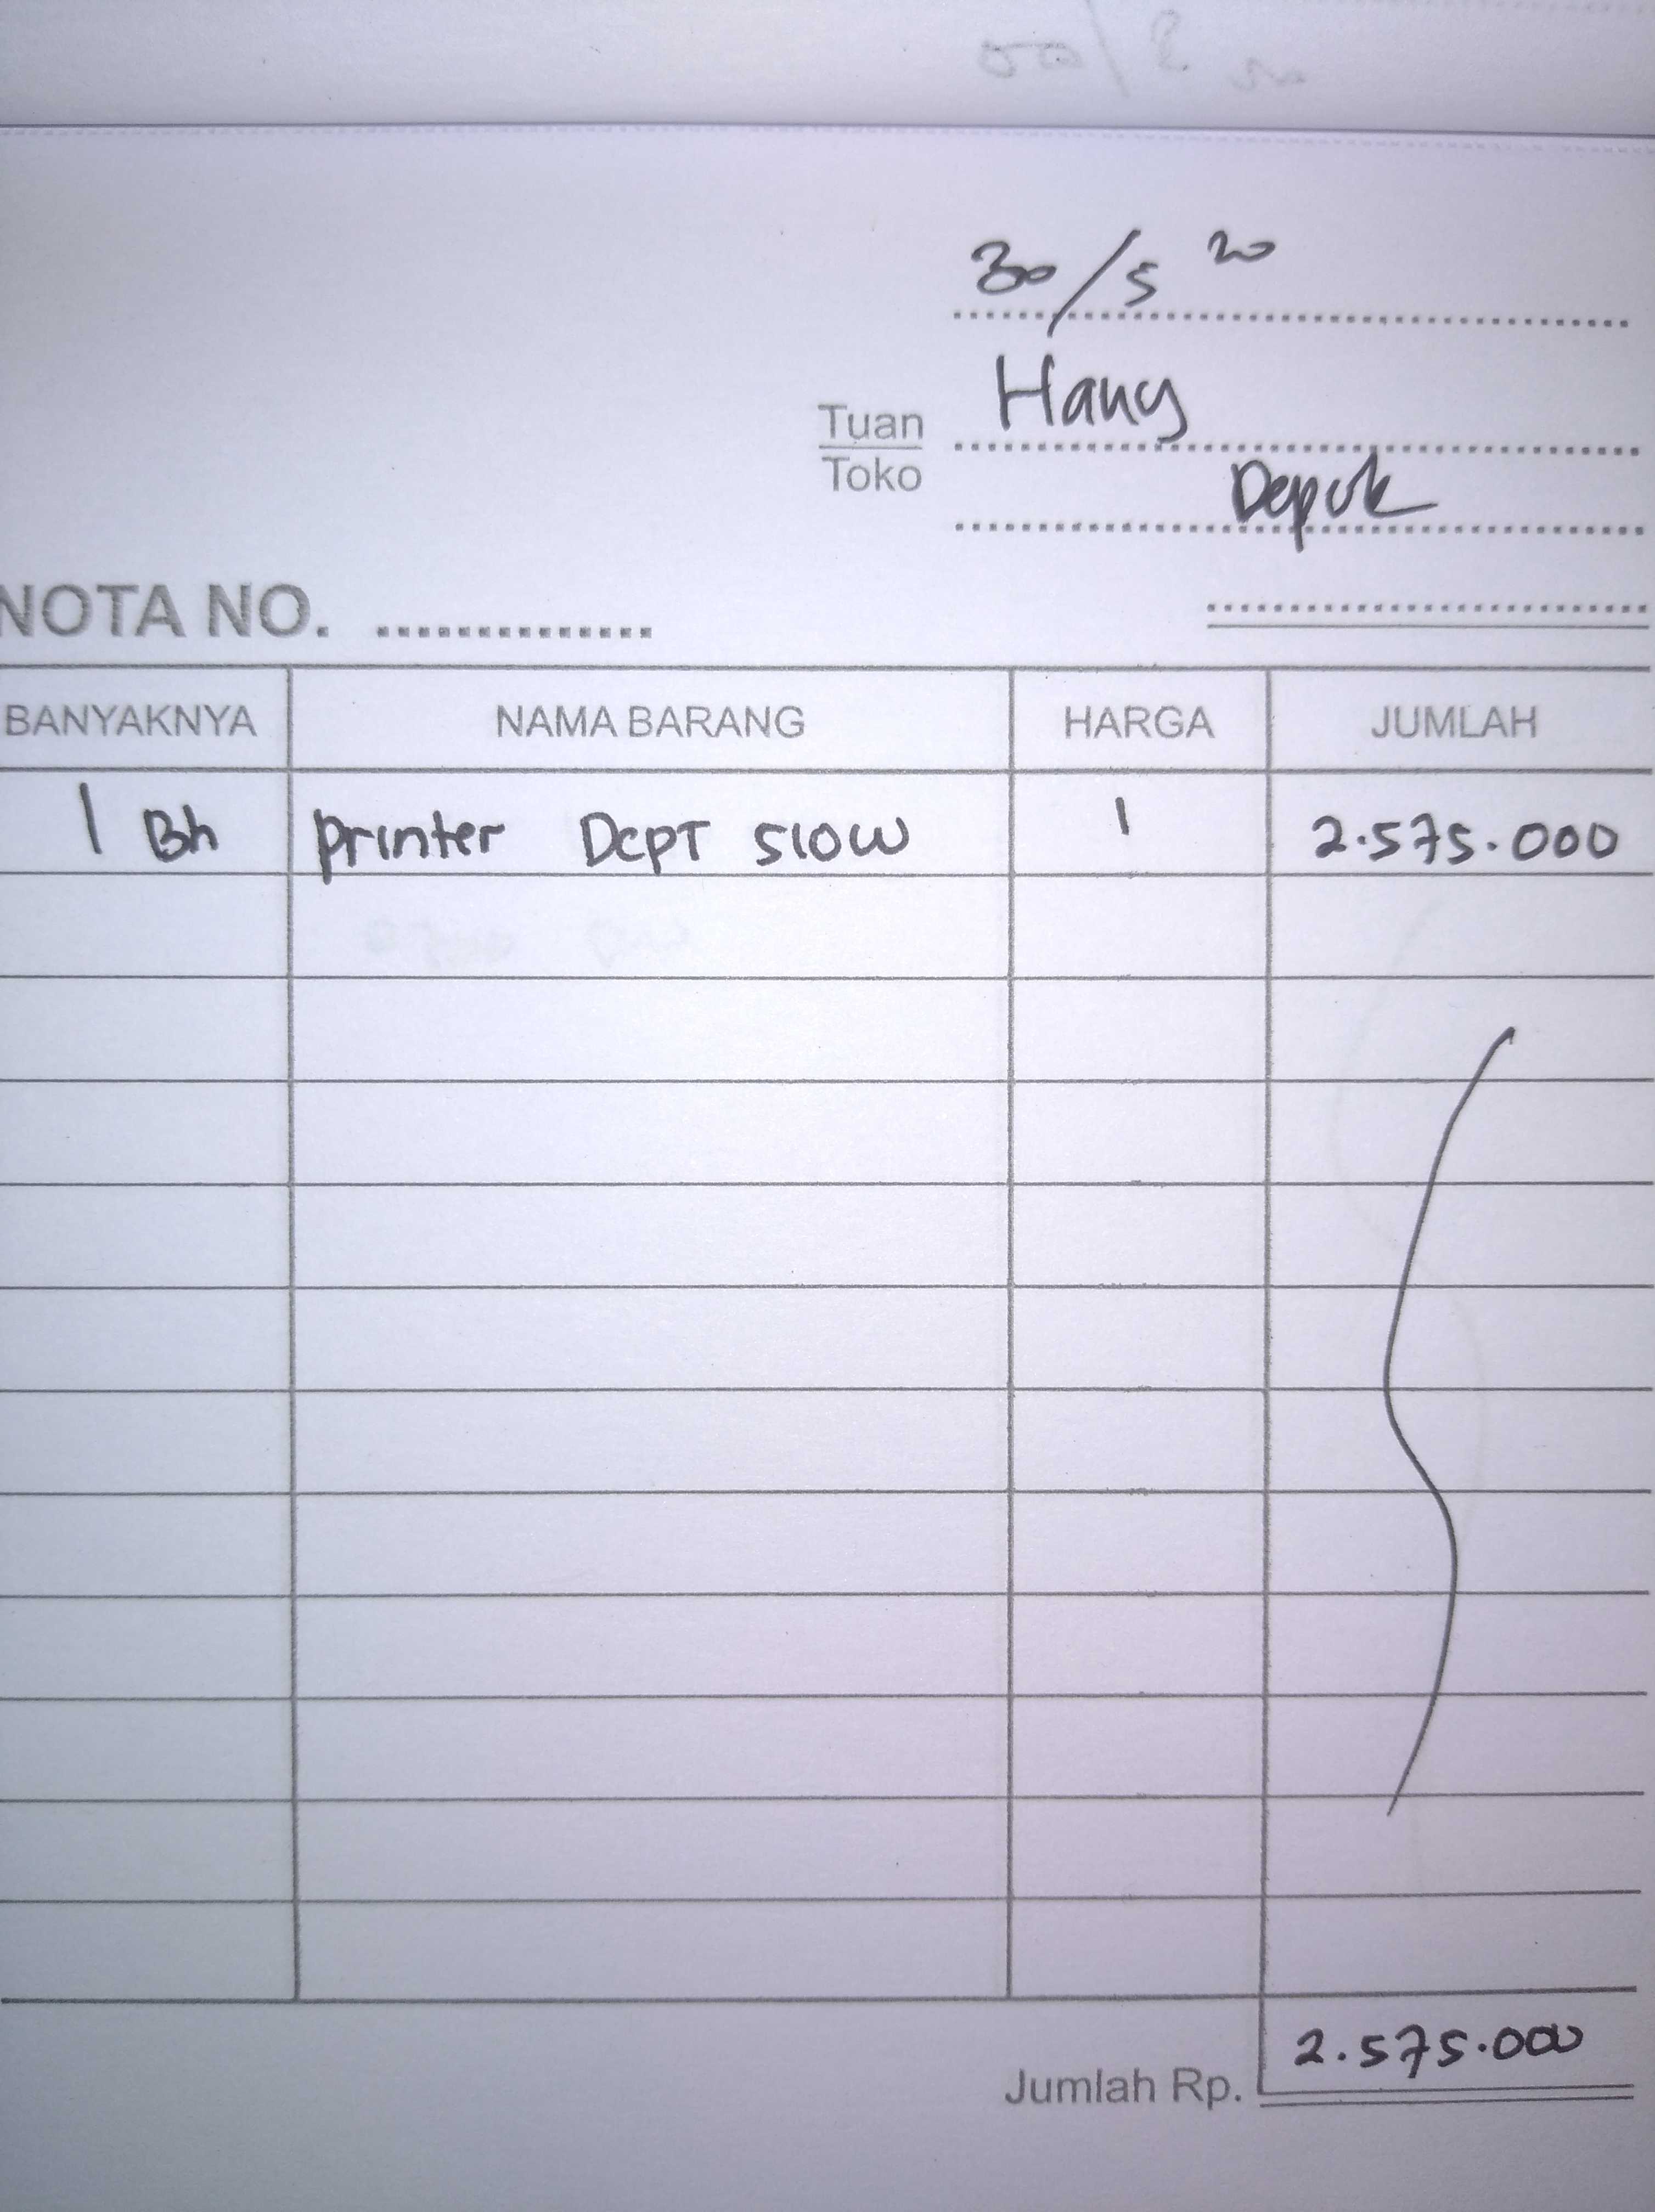 30/5 20
Tuan
Toko
Hany
Depok
NOTA NO. ..............
BANYAKNYA NAMA BARANG HARGA JUMLAH
1 Bh printer DCPT 510W 1 2.575.000
Jumlah Rp. 2.575.000